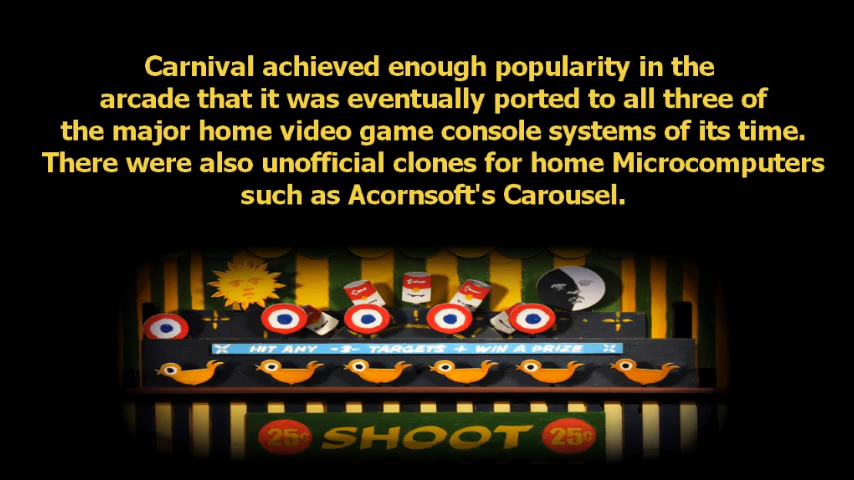 Carnival achieved enough popularity in the
arcade that it was eventually ported to all three of
the major home video game console systems of its time.
There were also unofficial clones for home Microcomputers
such as Acornsoft's Carousel.
HIT ANY -3- TARGETS + WIN A PRIZE
25¢ SHOOT 25¢